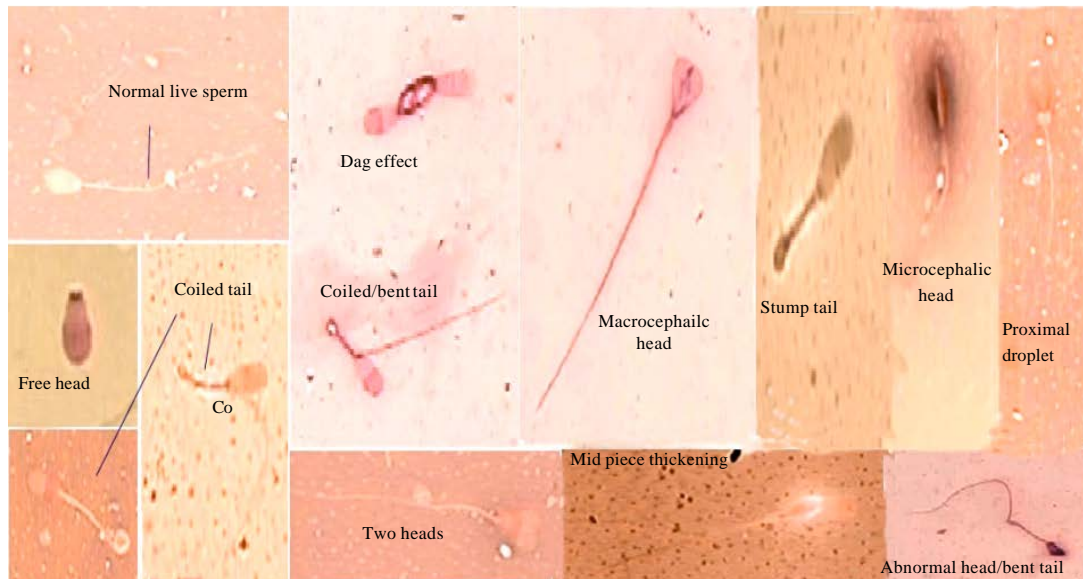 Normal live sperm
Dag effect
Coiled/bent tail
Macrocephailc
head
Stump tail
Microcephalic
head
Proximal
droplet
Coiled tail
Free head
Co
Mid piece thickening
Two heads
Abnormal head/bent tail